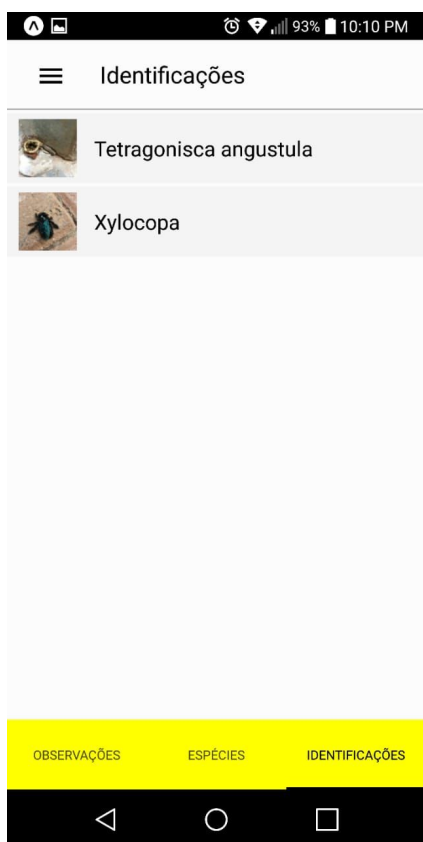 93% 10:10 PM
Identificações
Tetragonisca angustula
Xylocopa
OBSERVAÇÕES ESPÉCIES IDENTIFICAÇÕES